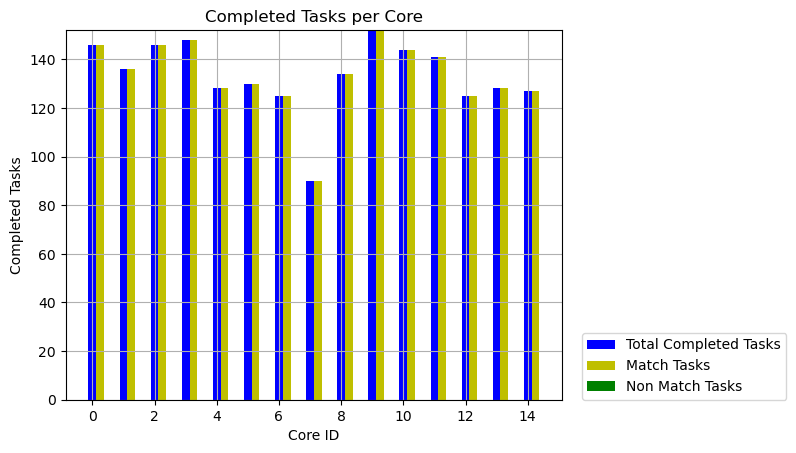 Completed Tasks per Core
140
120
100
80
60
40
20
0
Completed Tasks
0 2 4 6 8 10 12 14
Core ID
Total Completed Tasks
Match Tasks
Non Match Tasks